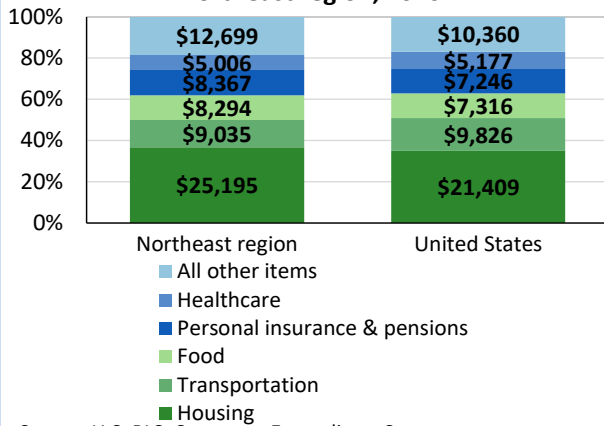 100%
80%
60%
40%
20%
0%
$12,699
$5,006
$8,367
$8,294
$9,035
$25,195
$10,360
$5,177
$7,246
$7,316
$9,826
$21,409
Northeast region
United States
All other items
Healthcare
Personal insurance & pensions
Food
Transportation
Housing